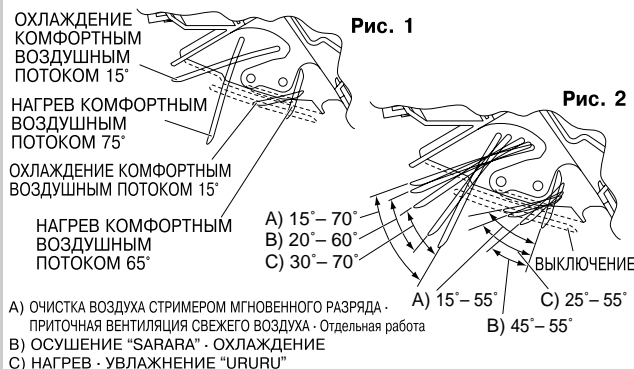 ОХЛАЖДЕНИЕ
КОМФОРТНЫМ
ВОЗДУШНЫМ
ПОТОКОМ 15°
Рис. 1
НАГРЕВ КОМФОРТНЫМ
ВОЗДУШНЫМ
ПОТОКОМ 75°
ОХЛАЖДЕНИЕ КОМФОРТНЫМ
ВОЗДУШНЫМ ПОТОКОМ 15°
НАГРЕВ КОМФОРТНЫМ
ВОЗДУШНЫМ
ПОТОКОМ 65°
Рис. 2
A) 15°– 70°
B) 20°– 60°
C) 30°– 70°
ВЫКЛЮЧЕНИЕ
A) 15°– 55°
C) 25°– 55°
B) 45°– 55°
A) ОЧИСТКА ВОЗДУХА СТРИМЕРОМ МГНОВЕННОГО РАЗРЯДА ·
ПРИТОЧНАЯ ВЕНТИЛЯЦИЯ СВЕЖЕГО ВОЗДУХА · Отдельная работа
B) ОСУШЕНИЕ “SARARA” · ОХЛАЖДЕНИЕ
C) НАГРЕВ · УВЛАЖНЕНИЕ “URURU”